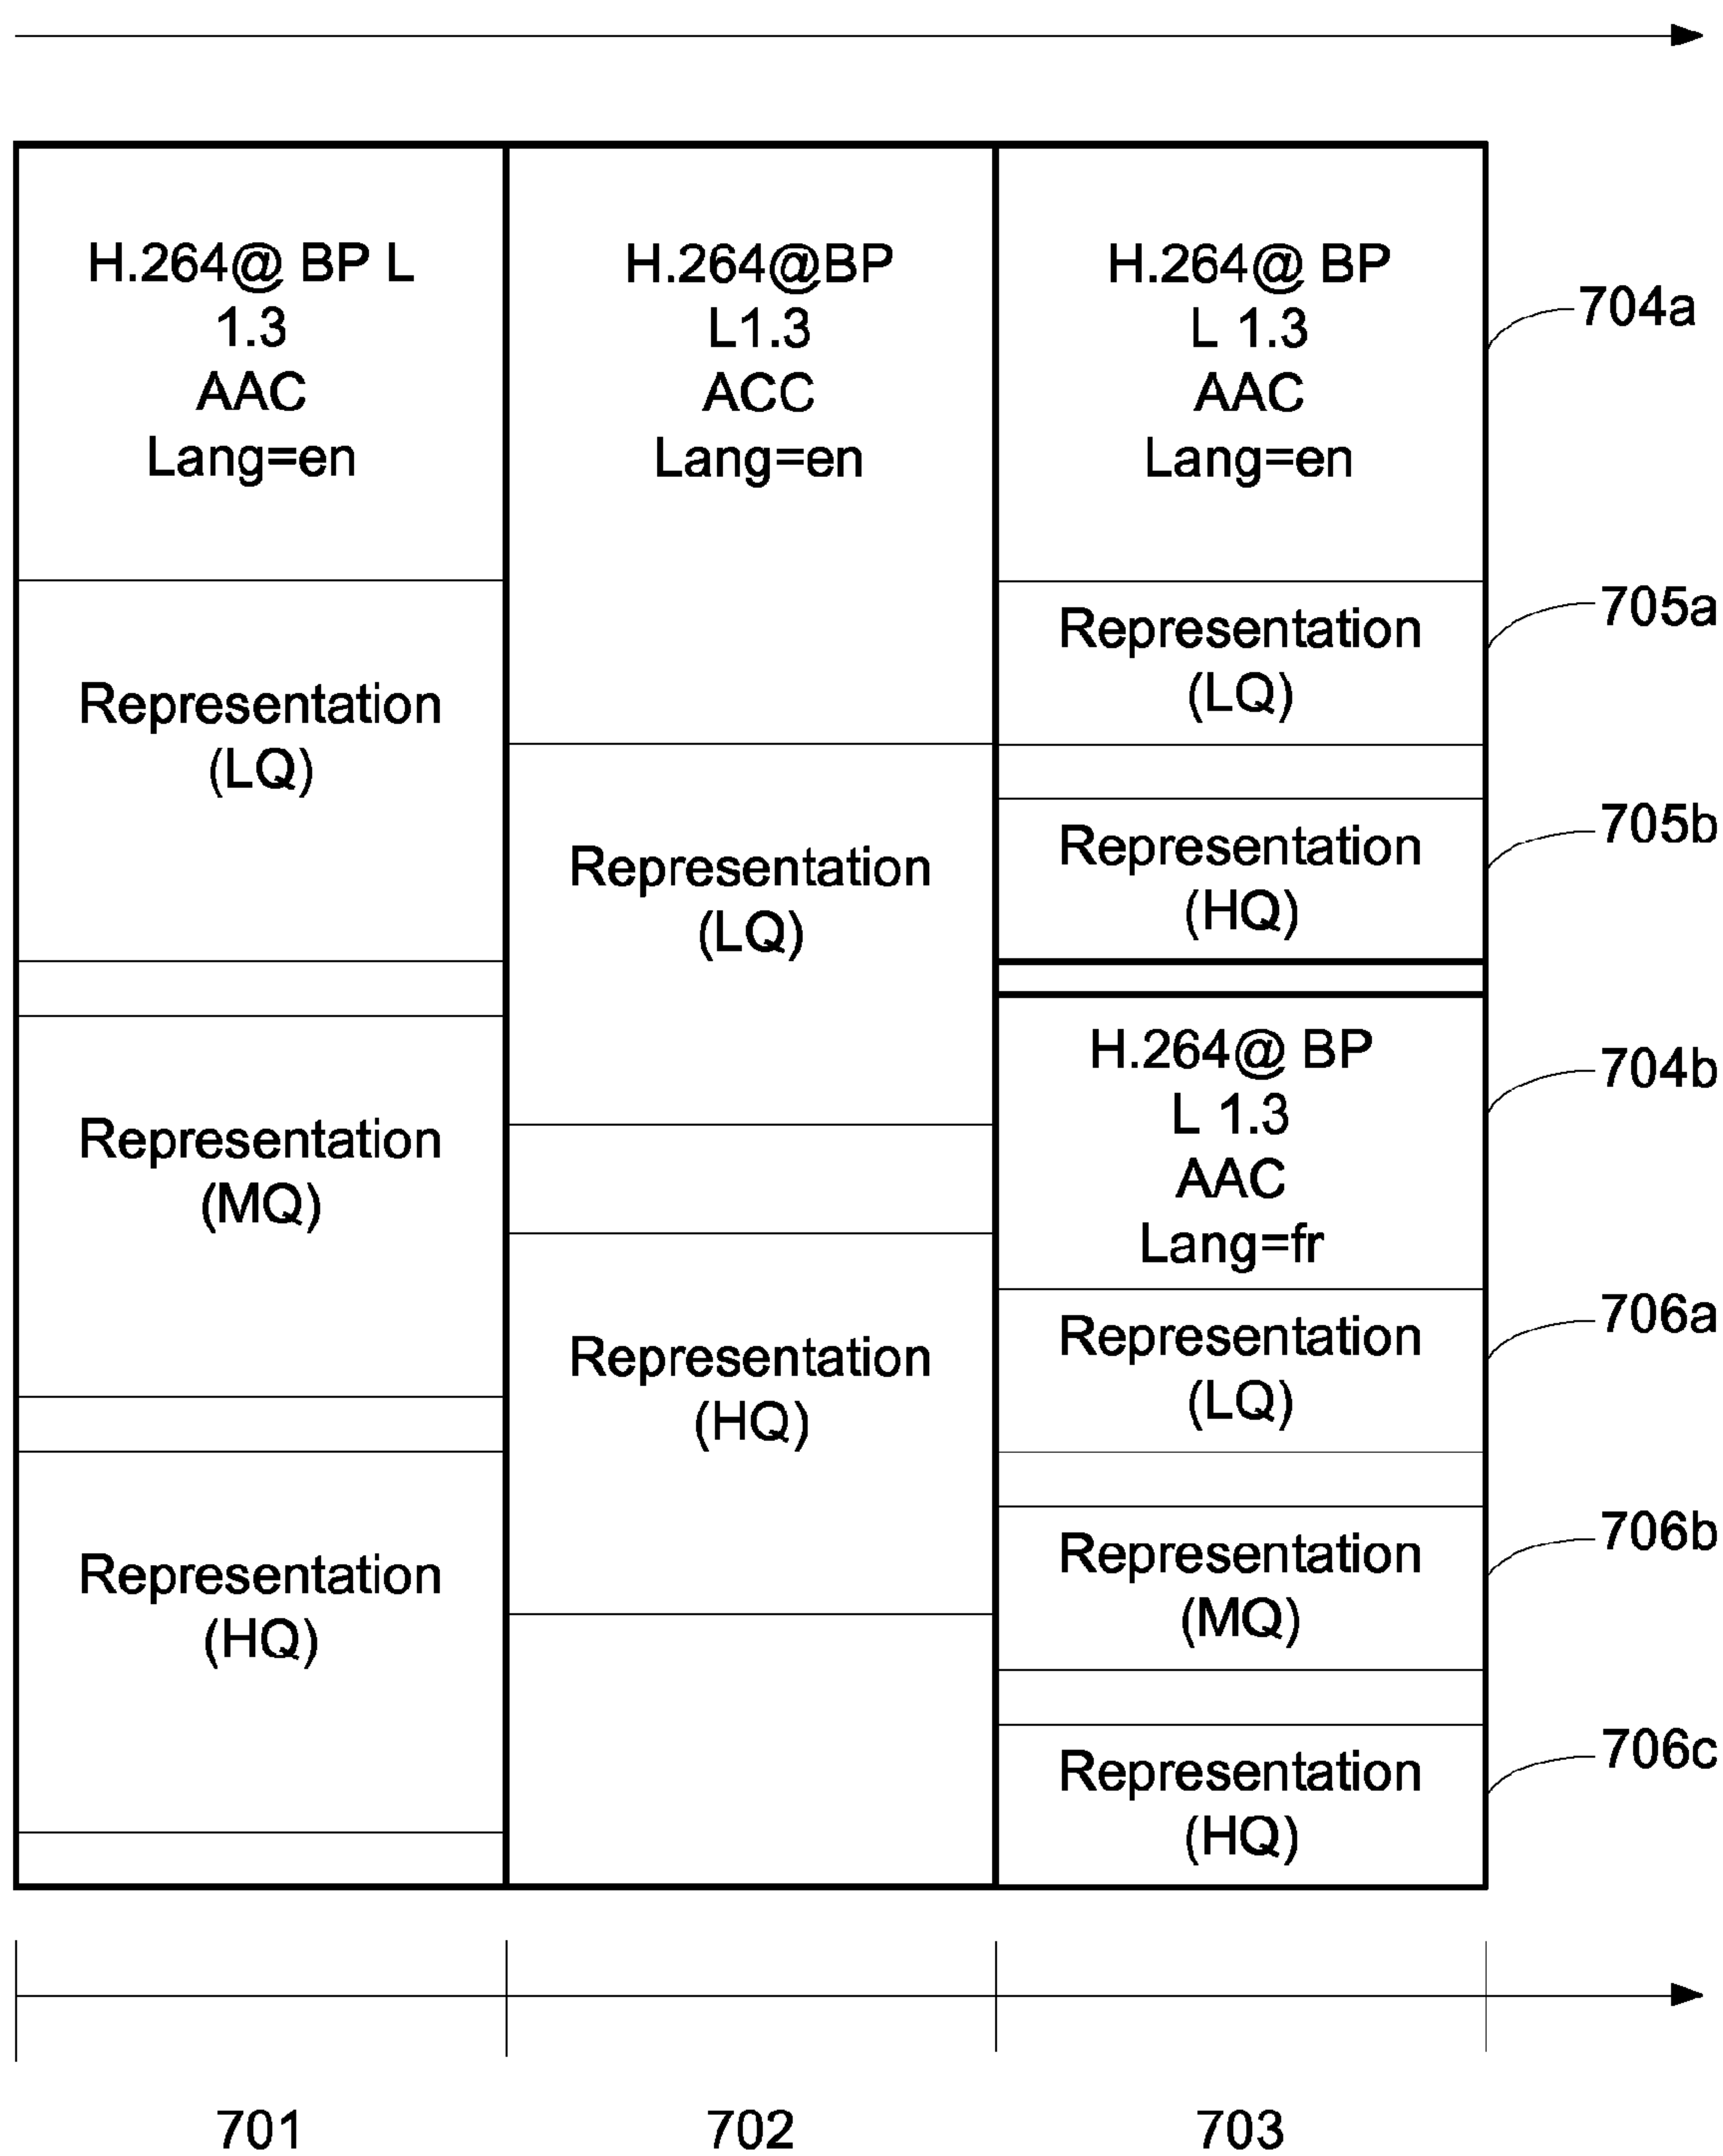 H.264@ BP L
1.3
AAC
Lang=en
Representation
(LQ)
Representation
(MQ)
Representation
(HQ)
H.264@BP
L1.3
ACC
Lang=en
Representation
(LQ)
Representation
(HQ)
H.264@ BP
L 1.3
AAC
Lang=en
Representation
(LQ)
Representation
(HQ)
H.264@ BP
L 1.3
AAC
Lang=fr
Representation
(LQ)
Representation
(MQ)
Representation
(HQ)
704a
705a
705b
704b
706a
706b
706c
701
702
703